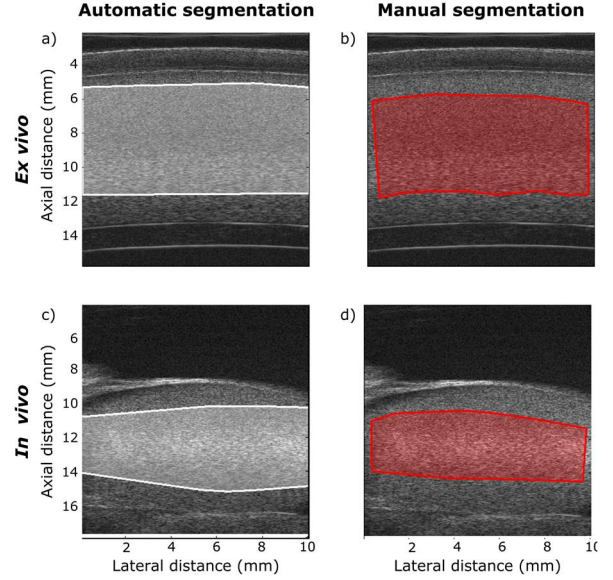 Automatic segmentation
Manual segmentation
a)
b)
Ex vivo
Axial distance (mm)
4
6
8
10
12
14
c)
d)
In vivo
Axial distance (mm)
6
8
10
12
14
16
2
4
6
8
10
2
4
6
8
10
Lateral distance (mm)
Lateral distance (mm)